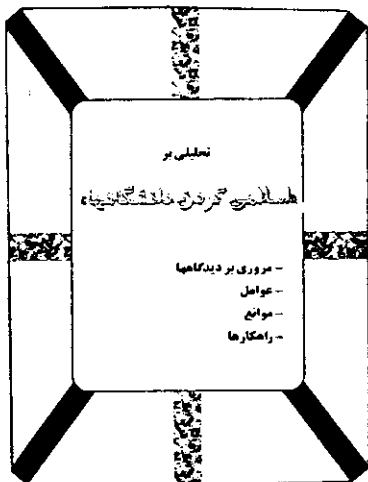 تحلیلی بر
«اسلامی کردن دانشگاهها»
- مروری بر دیدگاهها
- عوامل
- موانع
- راهکارها